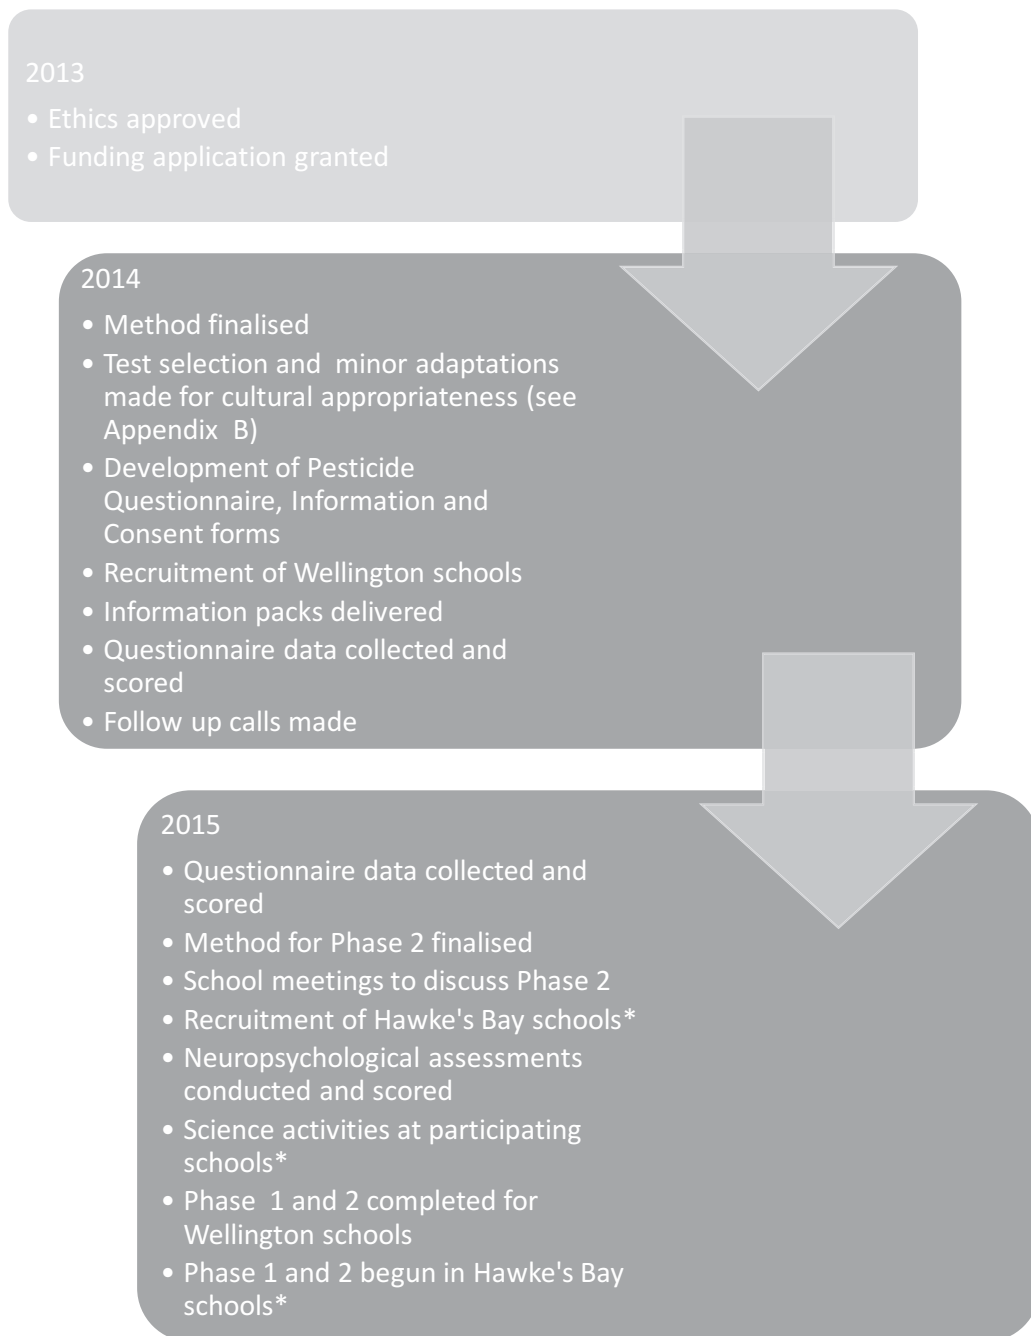 2013
• Ethics approved
• Funding application granted
2014
• Method finalised
• Test selection and minor adaptations
made for cultural appropriateness (see
Appendix B)
• Development of Pesticide
Questionnaire, Information and
Consent forms
• Recruitment of Wellington schools
• Information packs delivered
• Questionnaire data collected and
scored
• Follow up calls made
2015
• Questionnaire data collected and
scored
• Method for Phase 2 finalised
• School meetings to discuss Phase 2
• Recruitment of Hawke's Bay schools*
• Neuropsychological assessments
conducted and scored
• Science activities at participating
schools*
• Phase 1 and 2 completed for
Wellington schools
• Phase 1 and 2 begun in Hawke's Bay
schools*